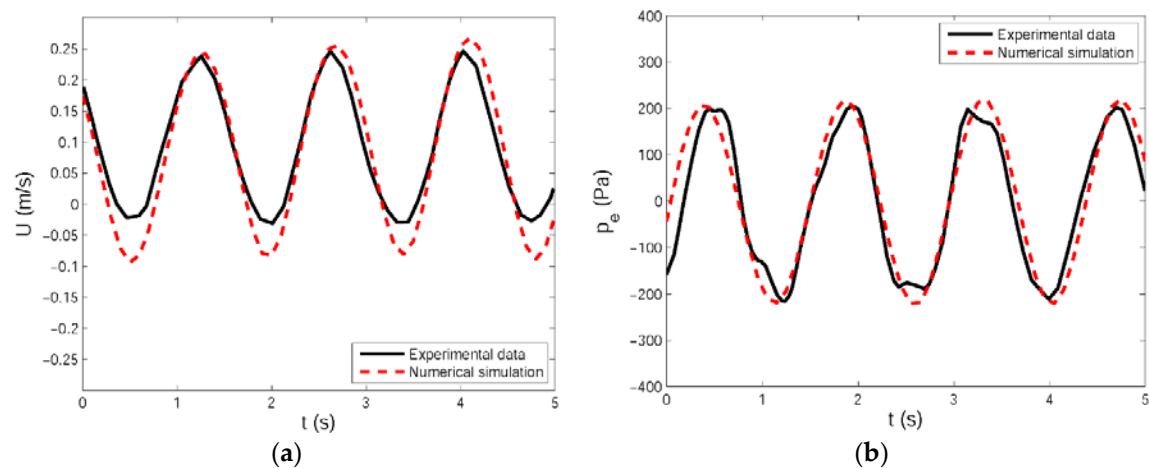 0.25
0.2
0.15
0.1
0.05
0
−0.05
−0.1
−0.15
−0.2
−0.25
U (m/s)
Experimental data
Numerical simulation
0 1 2 3 4 5
t (s)
(a)
400
300
200
100
0
−100
−200
−300
−400
p_e (Pa)
Experimental data
Numerical simulation
0 1 2 3 4 5
t (s)
(b)